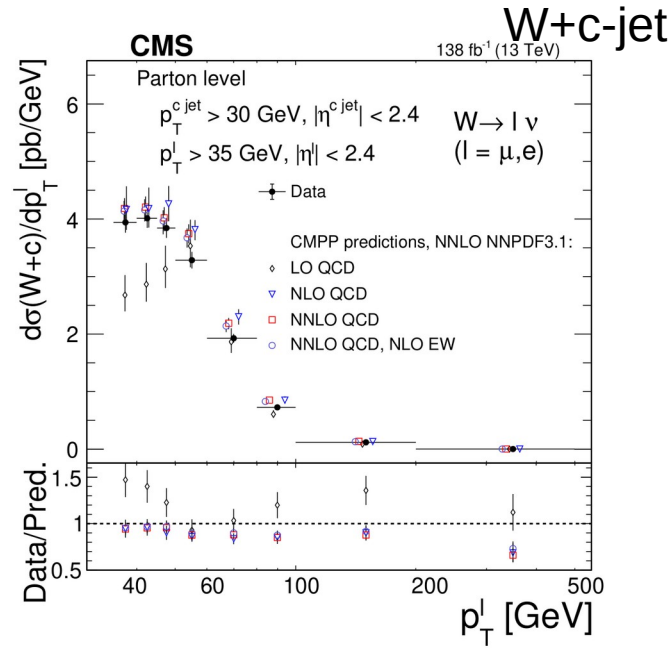 W+c-jet
CMS 138 fb⁻¹ (13 TeV)
Parton level
p_T^{c jet} > 30 GeV, |η^{c jet}| < 2.4
p_T^l > 35 GeV, |η^l| < 2.4
W → l ν
(l = μ,e)
Data
CMPP predictions, NNLO NNPDF3.1:
LO QCD
NLO QCD
NNLO QCD
NNLO QCD, NLO EW
dσ(W+c)/dp_T^l [pb/GeV]
6
4
2
0
Data/Pred.
1.5
1
0.5
40 60 100 200 500
p_T^l [GeV]